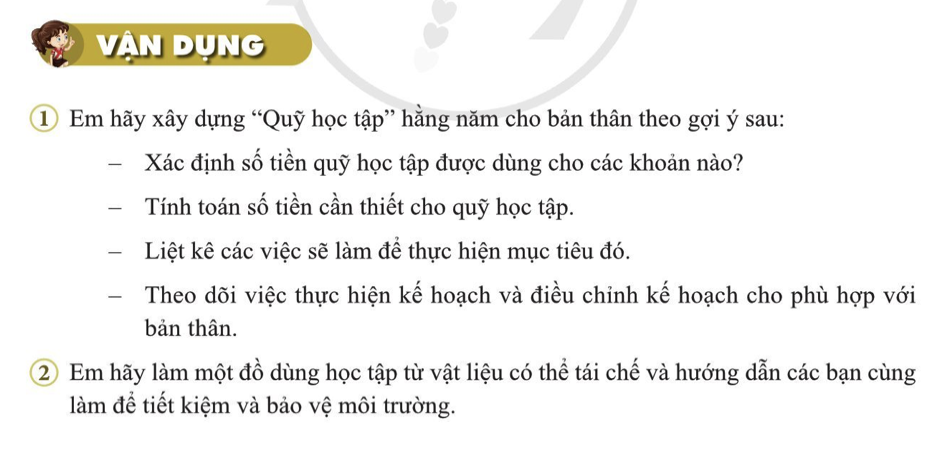 VẬN DỤNG
1 Em hãy xây dựng “Quỹ học tập” hằng năm cho bản thân theo gợi ý sau:
– Xác định số tiền quỹ học tập được dùng cho các khoản nào?
– Tính toán số tiền cần thiết cho quỹ học tập.
– Liệt kê các việc sẽ làm để thực hiện mục tiêu đó.
– Theo dõi việc thực hiện kế hoạch và điều chỉnh kế hoạch cho phù hợp với
bản thân.
2 Em hãy làm một đồ dùng học tập từ vật liệu có thể tái chế và hướng dẫn các bạn cùng
làm để tiết kiệm và bảo vệ môi trường.